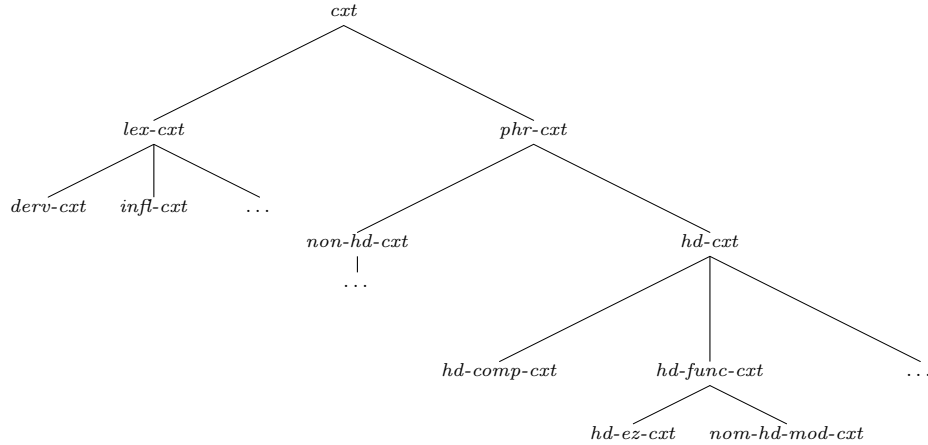 cxt
lex-cxt phr-cxt
derv-cxt infl-cxt ...
non-hd-cxt hd-cxt
...
hd-comp-cxt hd-func-cxt ...
hd-ez-cxt nom-hd-mod-cxt